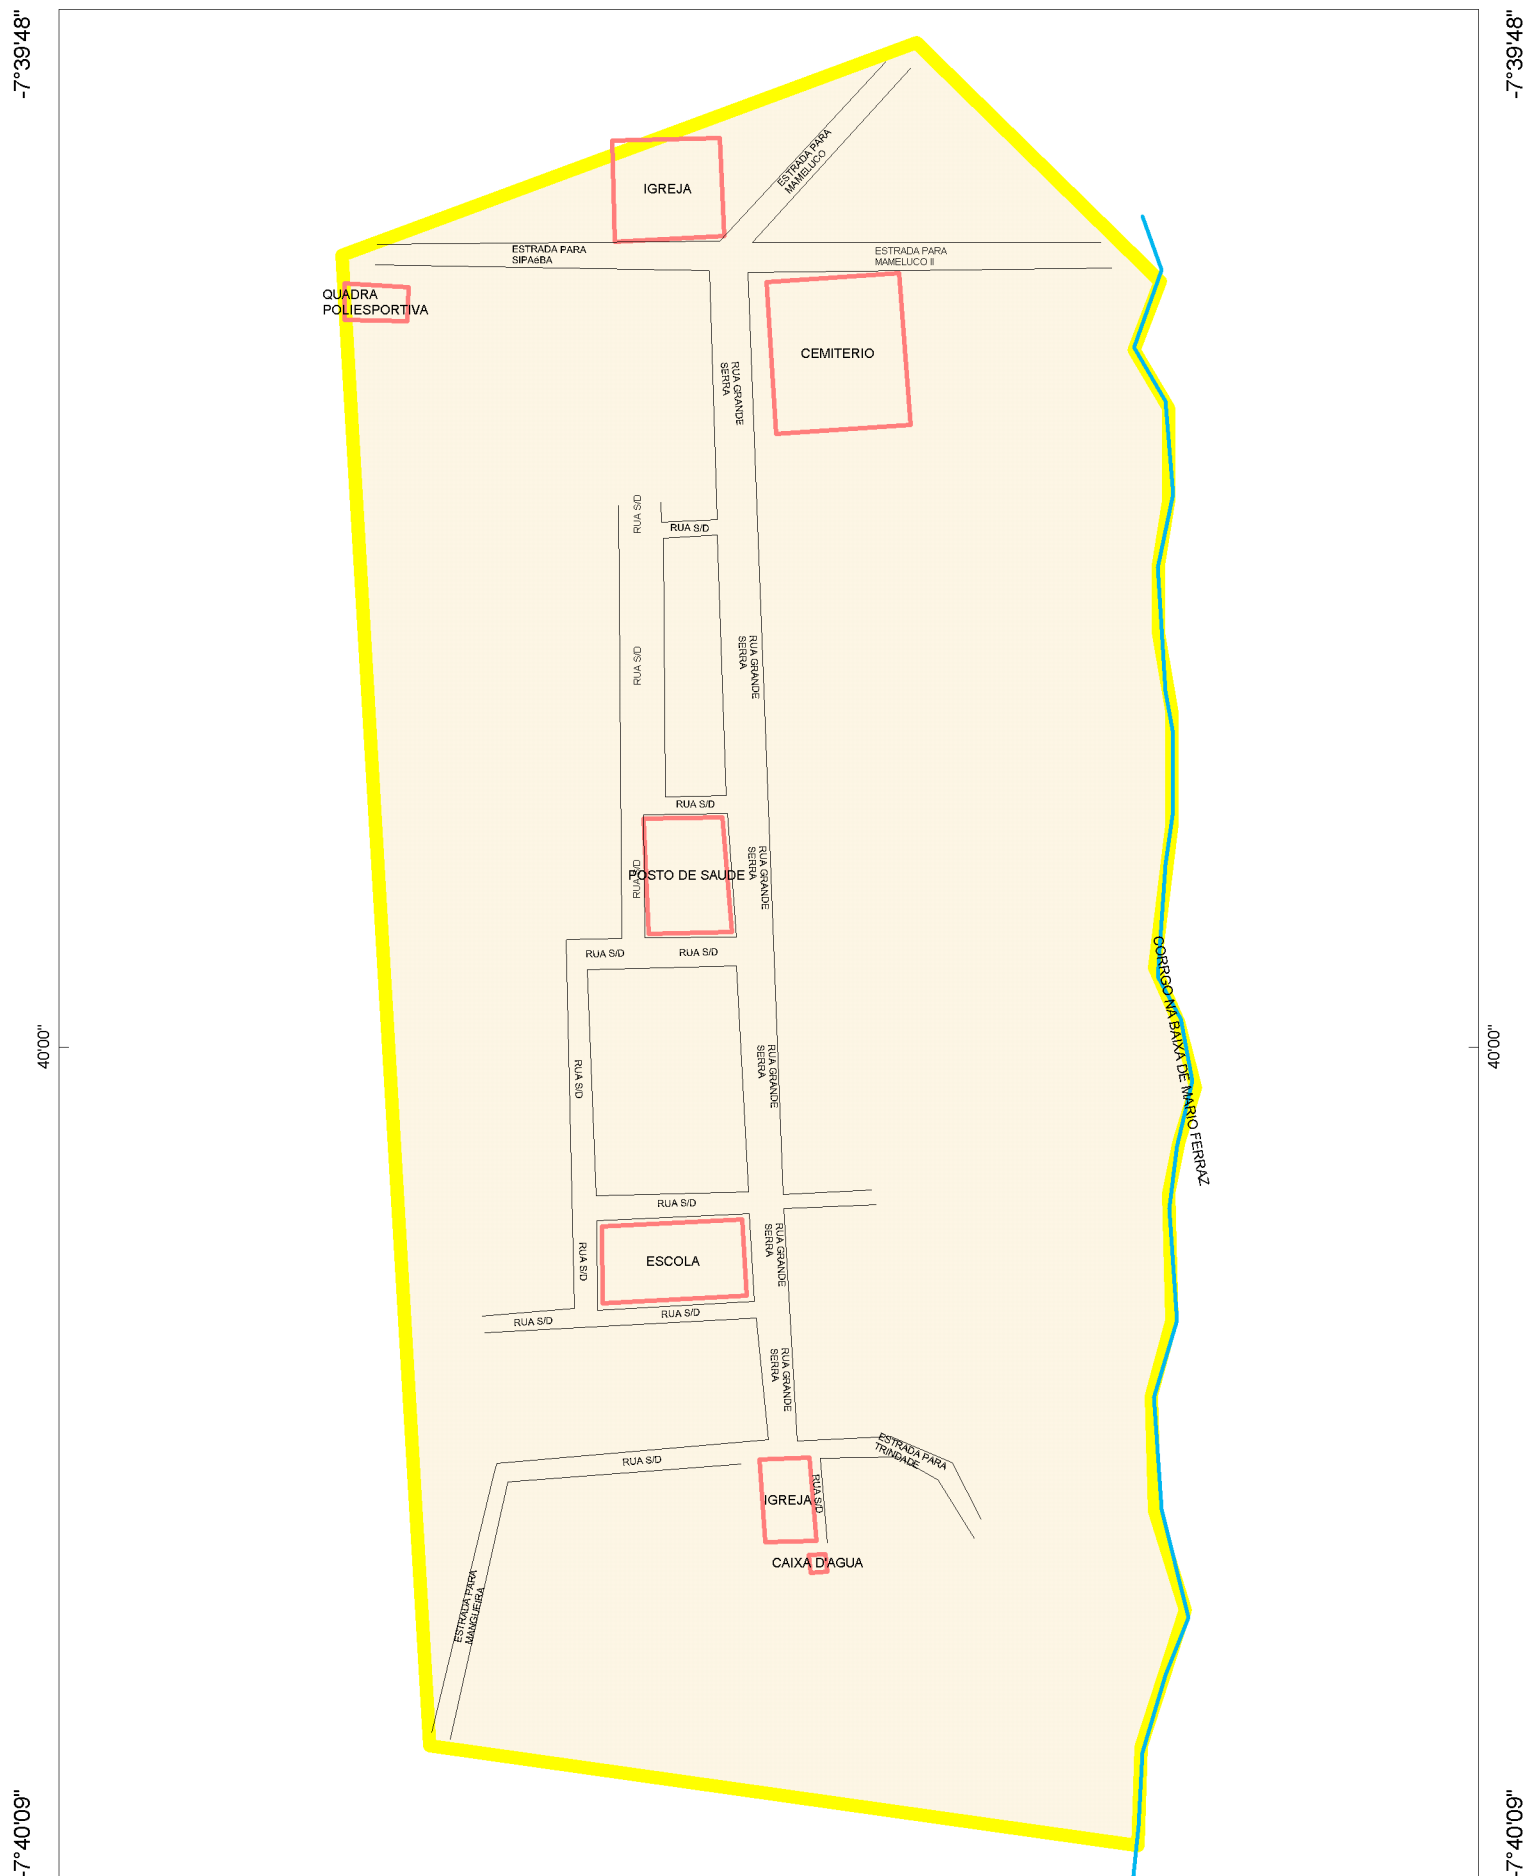 -7°39'48"
-7°39'48"
ESTRADA PARA
MAMELUCO
IGREJA
ESTRADA PARA
SIPAéBA
ESTRADA PARA
MAMELUCO II
QUADRA
POLIESPORTIVA
CEMITERIO
RUA GRANDE
SERRA
RUA S/D
RUA S/D
RUA GRANDE
SERRA
RUA S/D
RUA S/D
RUA GRANDE
SERRA
RUA S/D
POSTO DE SAUDE
RUA S/D
RUA S/D
CORRGO NA BAIXA DE MARIO FERRAZ
40'00"
40'00"
RUA GRANDE
SERRA
RUA S/D
RUA S/D
RUA GRANDE
SERRA
RUA S/D
ESCOLA
RUA S/D
RUA S/D
RUA GRANDE
SERRA
ESTRADA PARA
TRINDADE
RUA S/D
IGREJA
RUA S/D
CAIXA D'AGUA
ESTRADA PARA
MANGUEIRA
-7°40'09"
-7°40'09"